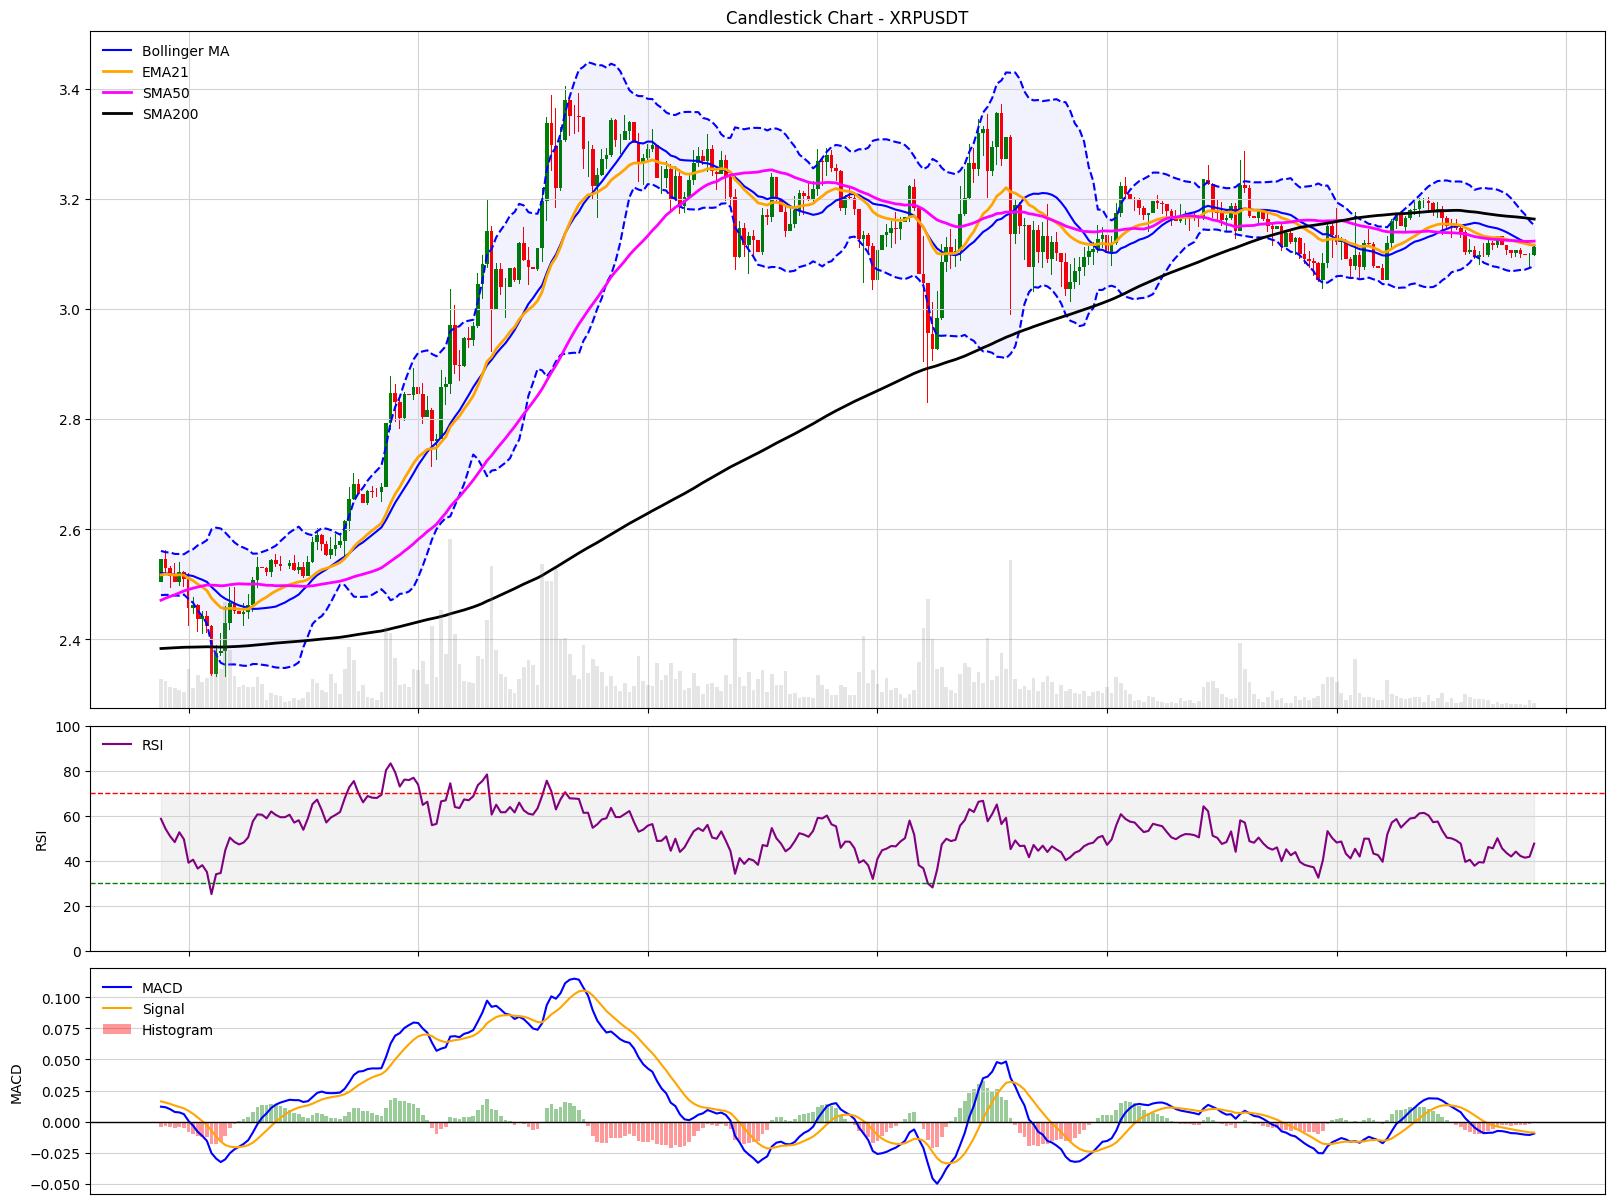 Candlestick Chart - XRPUSDT
Bollinger MA
EMA21
SMA50
SMA200
3.4
3.2
3.0
2.8
2.6
2.4
RSI
RSI
100
80
60
40
20
0
MACD
Signal
Histogram
MACD
0.100
0.075
0.050
0.025
0.000
−0.025
−0.050